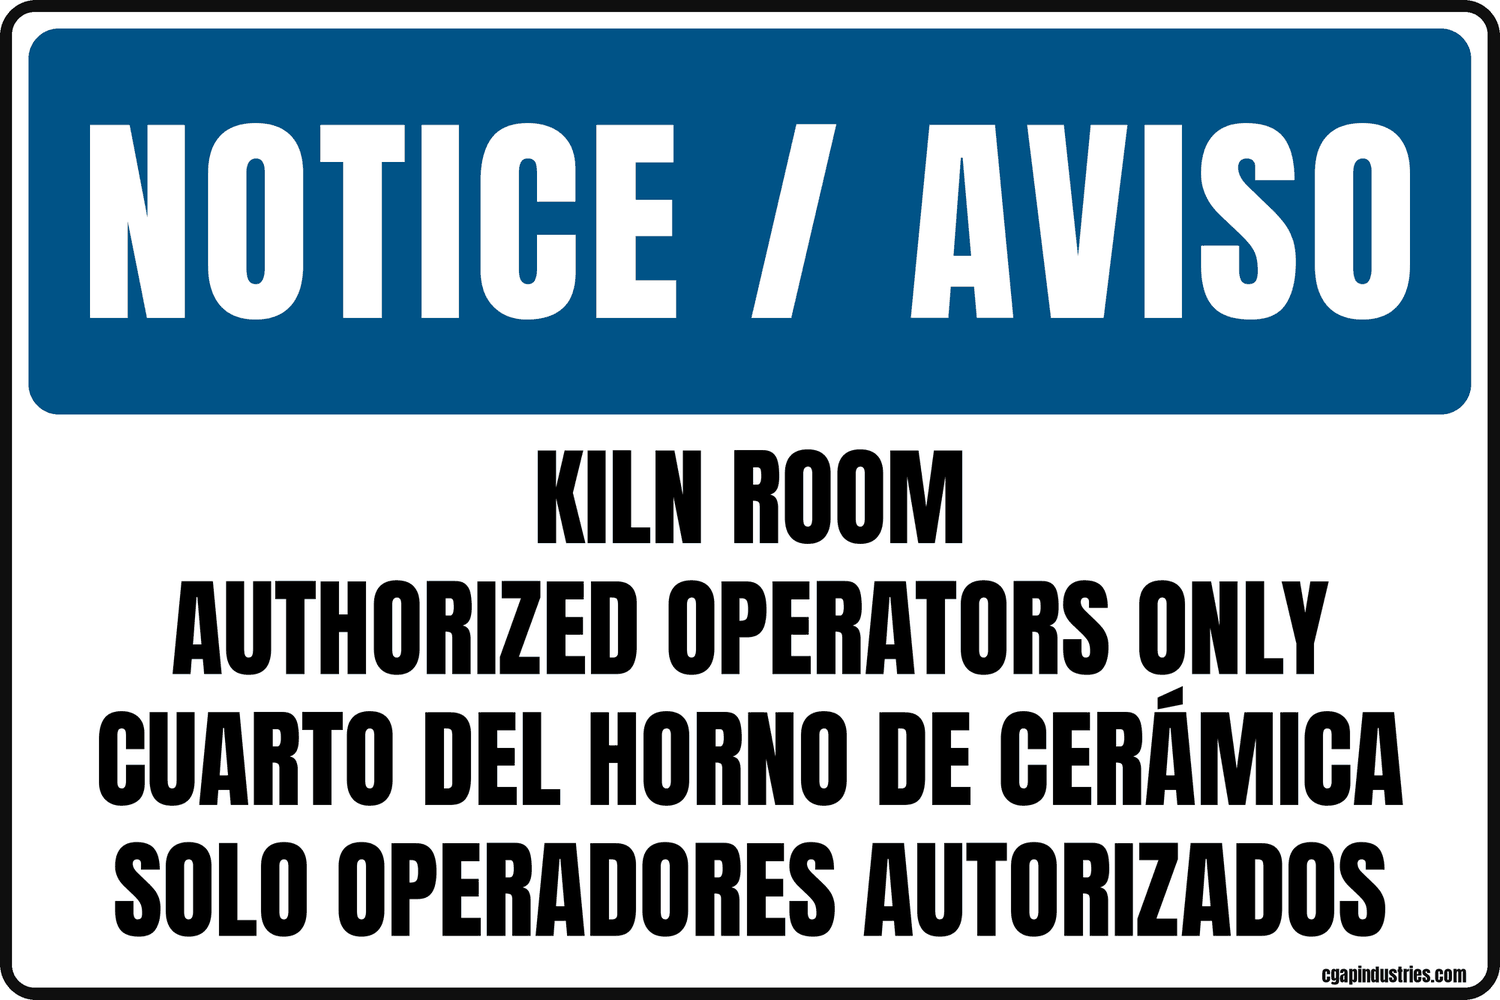 NOTICE / AVISO
KILN ROOM
AUTHORIZED OPERATORS ONLY
CUARTO DEL HORNO DE CERÁMICA
SOLO OPERADORES AUTORIZADOS
cgapindustries.com